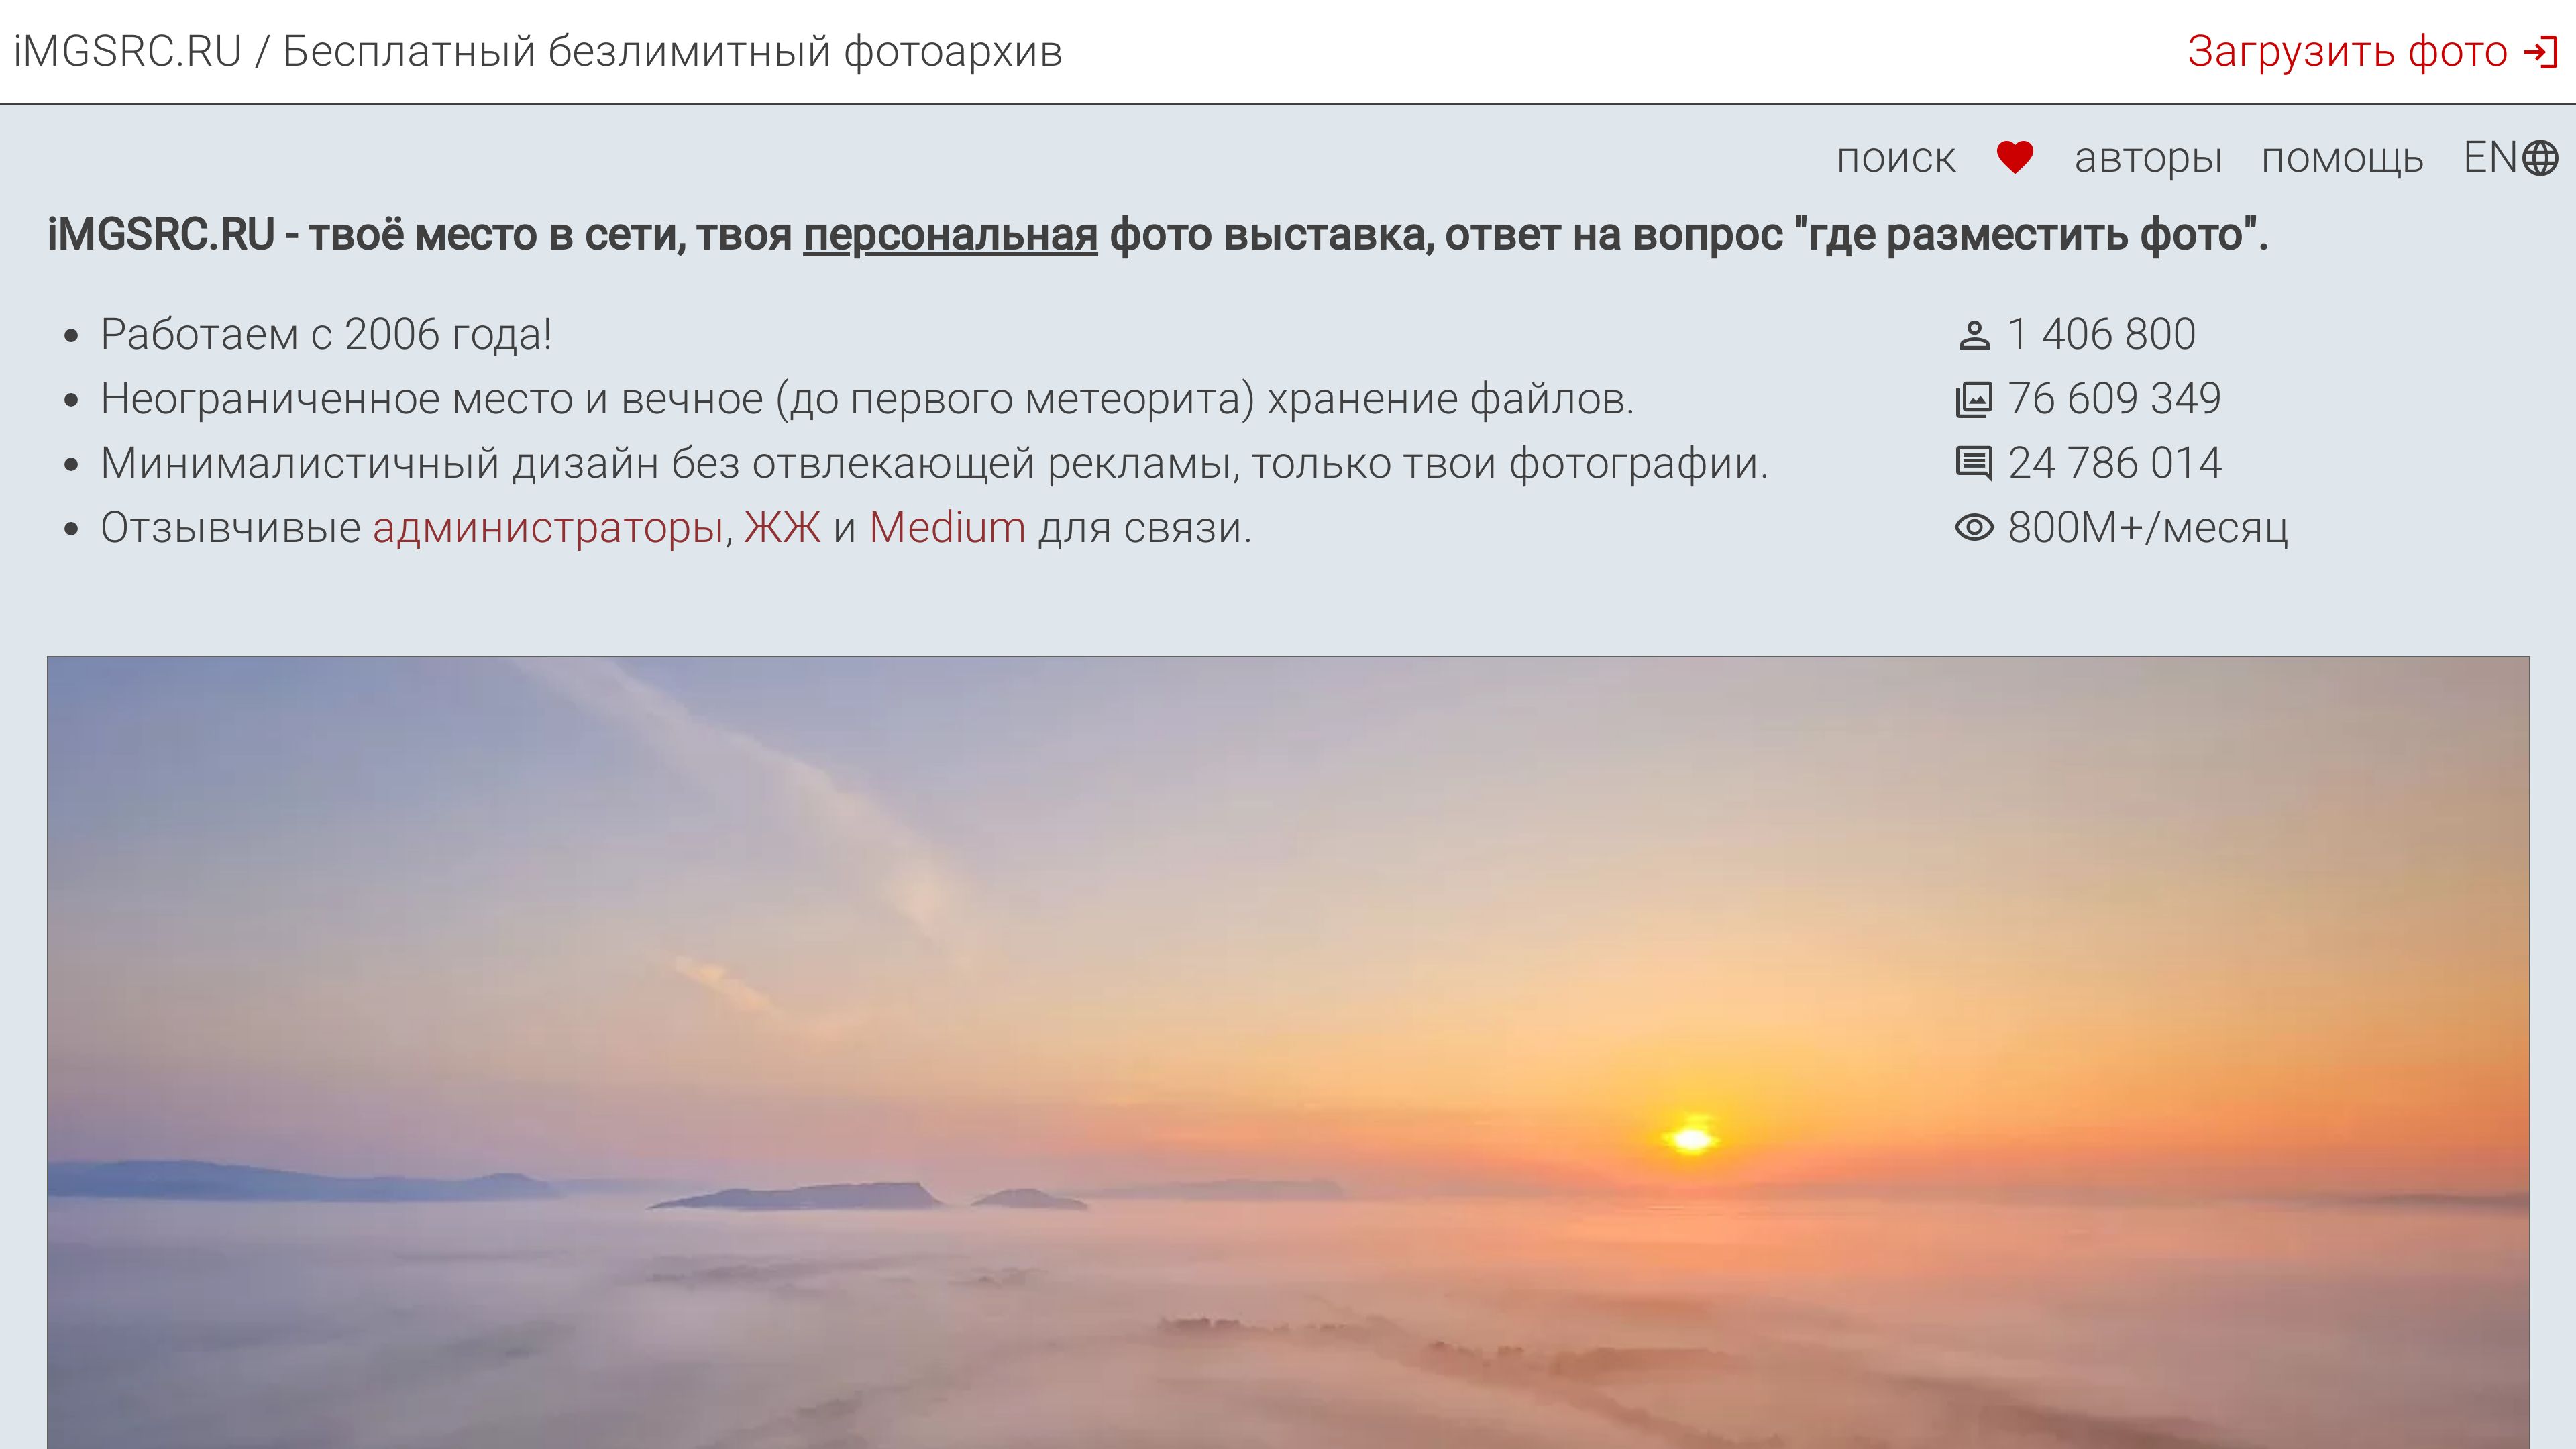 iMGSRC.RU / Бесплатный безлимитный фотоархив
Загрузить фото
поиск авторы помощь EN
iMGSRC.RU - твоё место в сети, твоя персональная фото выставка, ответ на вопрос "где разместить фото".
• Работаем с 2006 года!
• Неограниченное место и вечное (до первого метеорита) хранение файлов.
• Минималистичный дизайн без отвлекающей рекламы, только твои фотографии.
• Отзывчивые администраторы, ЖЖ и Medium для связи.
1 406 800
76 609 349
24 786 014
800M+/месяц